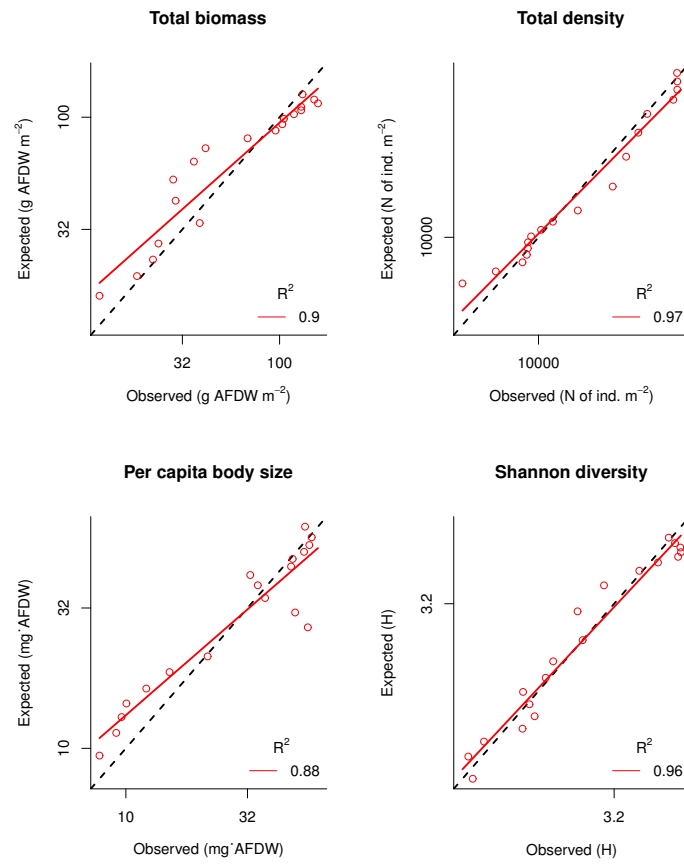 Total biomass
Expected (g AFDW m⁻²)
100
32
R²
0.9
32 100
Observed (g AFDW m⁻²)
Total density
Expected (N of ind. m⁻²)
10000
R²
0.97
10000
Observed (N of ind. m⁻²)
Per capita body size
Expected (mg˙AFDW)
32
10
R²
0.88
10 32
Observed (mg˙AFDW)
Shannon diversity
Expected (H)
3.2
R²
0.96
3.2
Observed (H)